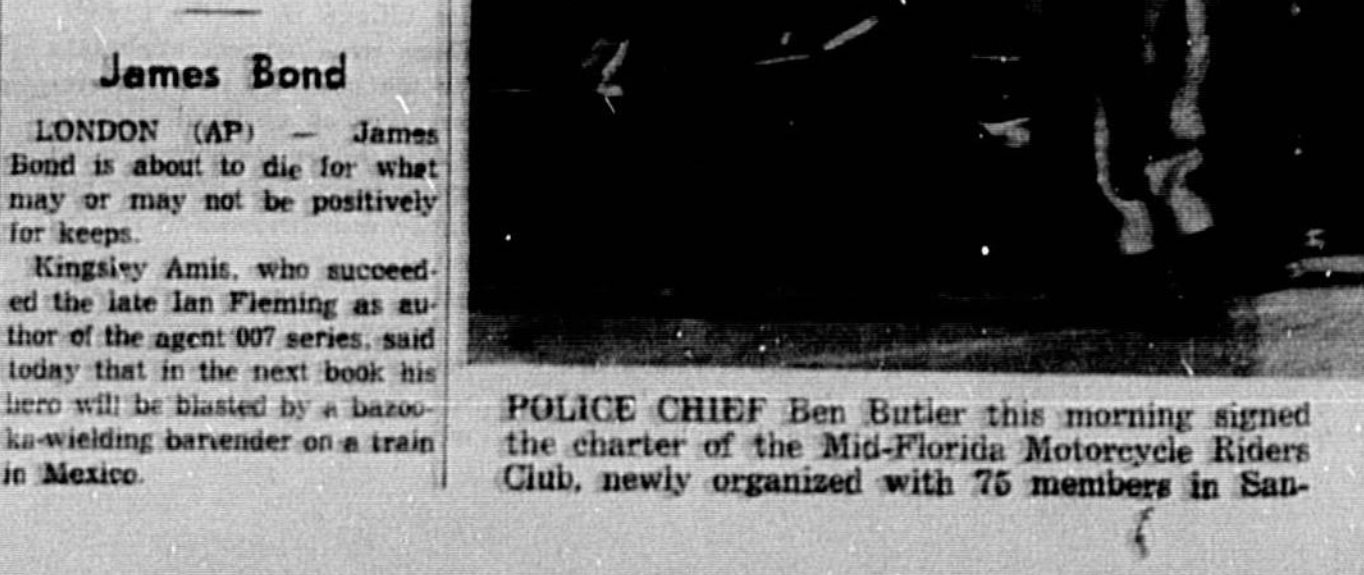 James Bond
LONDON (AP) — James
Bond is about to die for what
may or may not be positively
for keeps.
Kingsley Amis, who succeed-
ed the late Ian Fleming as au-
thor of the agent 007 series, said
today that in the next book his
hero will be blasted by a bazoo-
ka-wielding bartender on a train
in Mexico.
POLICE CHIEF Ben Butler this morning signed
the charter of the Mid-Florida Motorcycle Riders
Club, newly organized with 75 members in San-